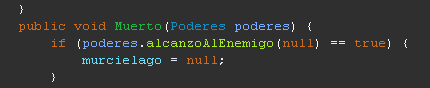 }
public void Muerto(Poderes poderes) {
if (poderes.alcanzoAlEnemigo(null) == true) {
murcielago = null;
}